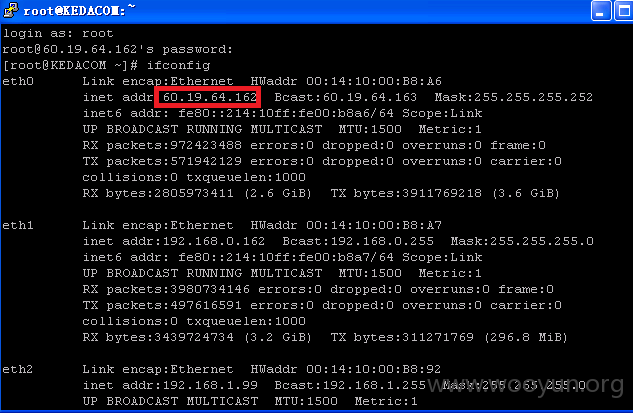 root@KEDACOM:~
login as: root
root@60.19.64.162's password:
[root@KEDACOM ~]# ifconfig
eth0      Link encap:Ethernet  HWaddr 00:14:10:00:B8:A6
          inet addr:60.19.64.162  Bcast:60.19.64.163  Mask:255.255.255.252
          inet6 addr: fe80::214:10ff:fe00:b8a6/64 Scope:Link
          UP BROADCAST RUNNING MULTICAST  MTU:1500  Metric:1
          RX packets:972423488 errors:0 dropped:0 overruns:0 frame:0
          TX packets:571942129 errors:0 dropped:0 overruns:0 carrier:0
          collisions:0 txqueuelen:1000
          RX bytes:2805973411 (2.6 GiB)  TX bytes:3911769218 (3.6 GiB)
eth1      Link encap:Ethernet  HWaddr 00:14:10:00:B8:A7
          inet addr:192.168.0.162  Bcast:192.168.0.255  Mask:255.255.255.0
          inet6 addr: fe80::214:10ff:fe00:b8a7/64 Scope:Link
          UP BROADCAST RUNNING MULTICAST  MTU:1500  Metric:1
          RX packets:3980734146 errors:0 dropped:0 overruns:0 frame:0
          TX packets:497616591 errors:0 dropped:0 overruns:0 carrier:0
          collisions:0 txqueuelen:1000
          RX bytes:3439724734 (3.2 GiB)  TX bytes:311271769 (296.8 MiB)
eth2      Link encap:Ethernet  HWaddr 00:14:10:00:B8:92
          inet addr:192.168.1.99  Bcast:192.168.1.255  Mask:255.255.255.0
          UP BROADCAST MULTICAST  MTU:1500  Metric:1
www.wooyun.org